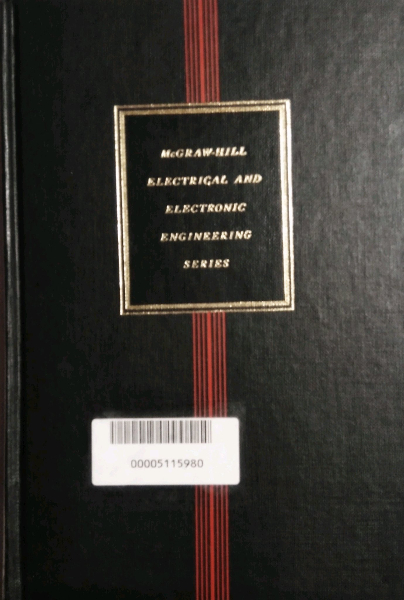 McGRAW-HILL
ELECTRICAL AND
ELECTRONIC
ENGINEERING
SERIES
00005115980